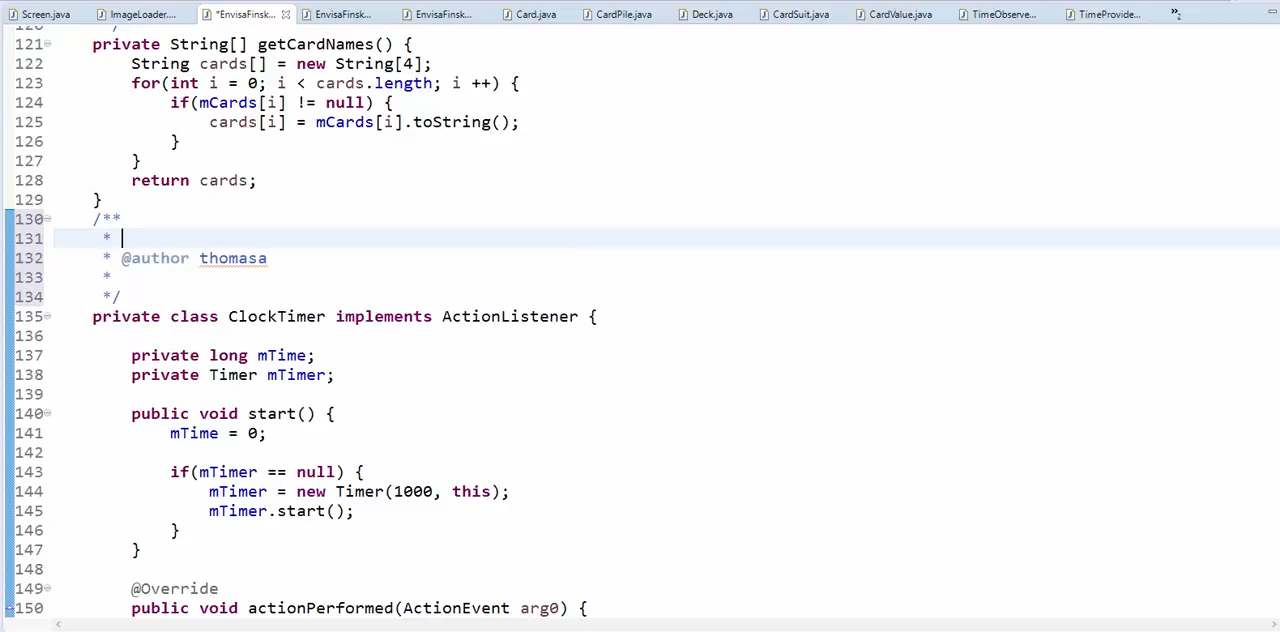 Screen.java ImageLoader.... *EnvisaFinsk... EnvisaFinsk... EnvisaFinsk... Card.java CardPile.java Deck.java CardSuit.java CardValue.java TimeObserve... TimeProvide... »2
121 private String[] getCardNames() {
122 String cards[] = new String[4];
123 for(int i = 0; i < cards.length; i ++) {
124 if(mCards[i] != null) {
125 cards[i] = mCards[i].toString();
126 }
127 }
128 return cards;
129 }
130 /**
131 *
132 * @author thomasa
133 *
134 */
135 private class ClockTimer implements ActionListener {
136
137 private long mTime;
138 private Timer mTimer;
139
140 public void start() {
141 mTime = 0;
142
143 if(mTimer == null) {
144 mTimer = new Timer(1000, this);
145 mTimer.start();
146 }
147 }
148
149 @Override
150 public void actionPerformed(ActionEvent arg0) {